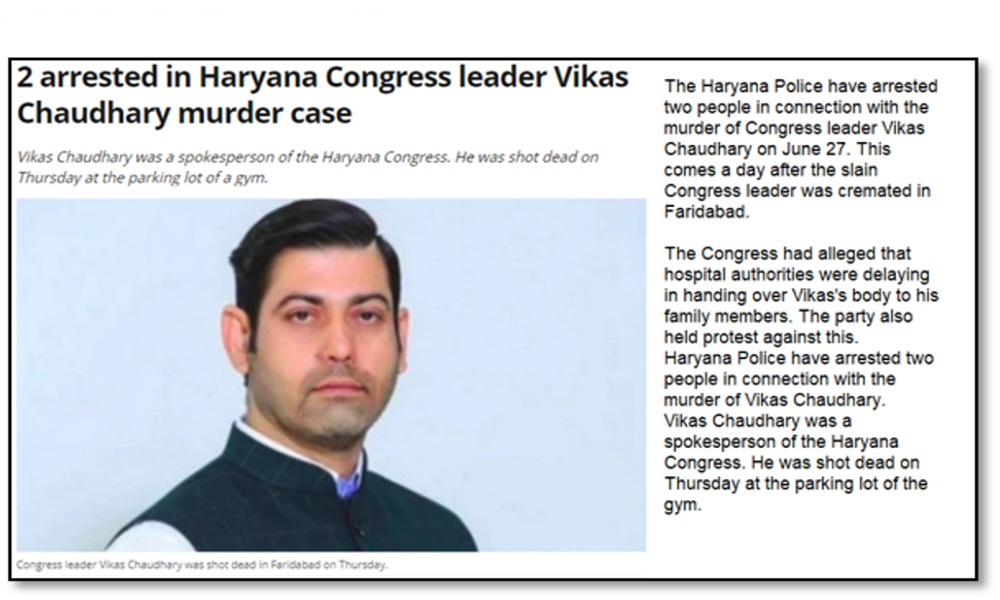 2 arrested in Haryana Congress leader Vikas
Chaudhary murder case
Vikas Chaudhary was a spokesperson of the Haryana Congress. He was shot dead on
Thursday at the parking lot of a gym.
Congress leader Vikas Chaudhary was shot dead in Faridabad on Thursday.
The Haryana Police have arrested
two people in connection with the
murder of Congress leader Vikas
Chaudhary on June 27. This
comes a day after the slain
Congress leader was cremated in
Faridabad.
The Congress had alleged that
hospital authorities were delaying
in handing over Vikas's body to his
family members. The party also
held protest against this.
Haryana Police have arrested two
people in connection with the
murder of Vikas Chaudhary.
Vikas Chaudhary was a
spokesperson of the Haryana
Congress. He was shot dead on
Thursday at the parking lot of the
gym.